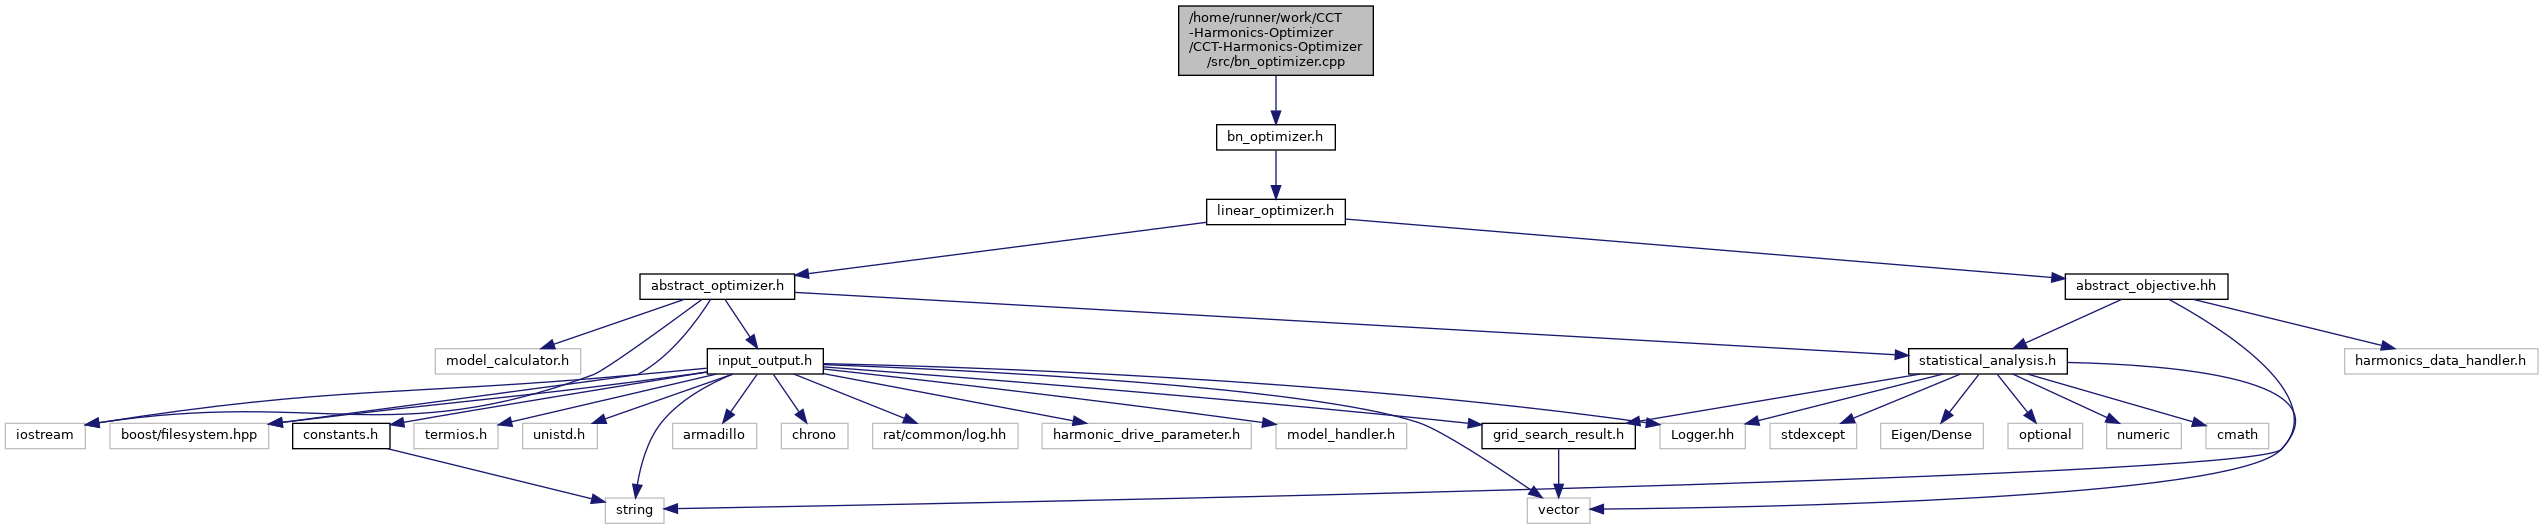 /home/runner/work/CCT
-Harmonics-Optimizer
/CCT-Harmonics-Optimizer
/src/bn_optimizer.cpp
bn_optimizer.h
linear_optimizer.h
abstract_optimizer.h
abstract_objective.hh
model_calculator.h
input_output.h
statistical_analysis.h
harmonics_data_handler.h
iostream
boost/filesystem.hpp
constants.h
termios.h
unistd.h
armadillo
chrono
rat/common/log.hh
harmonic_drive_parameter.h
model_handler.h
grid_search_result.h
Logger.hh
stdexcept
Eigen/Dense
optional
numeric
cmath
string
vector